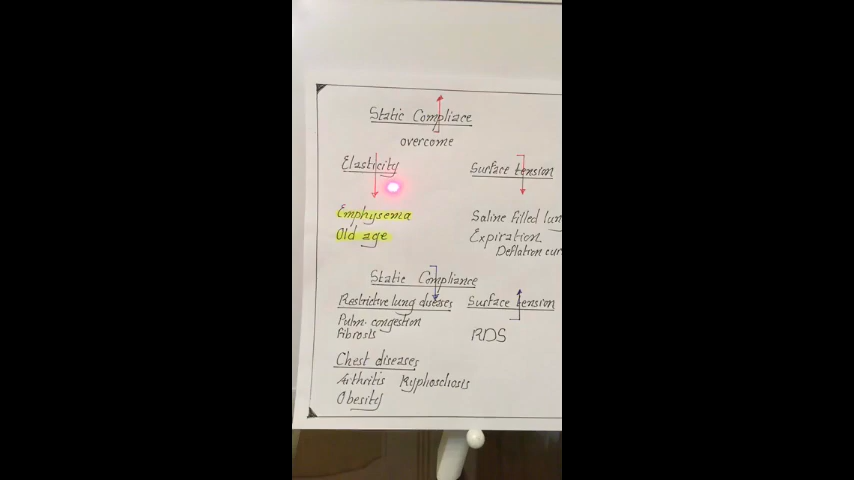 Static Compliace
overcome
Elasticity Surface tension
Emphysema Saline filled lun
Old age Expiration
Deflation cur
Static Compliance
Restrictive lung diseases Surface tension
Pulm. congestion RDS
Fibrosis
Chest diseases
Arthritis Kyphoscliosis
Obesity